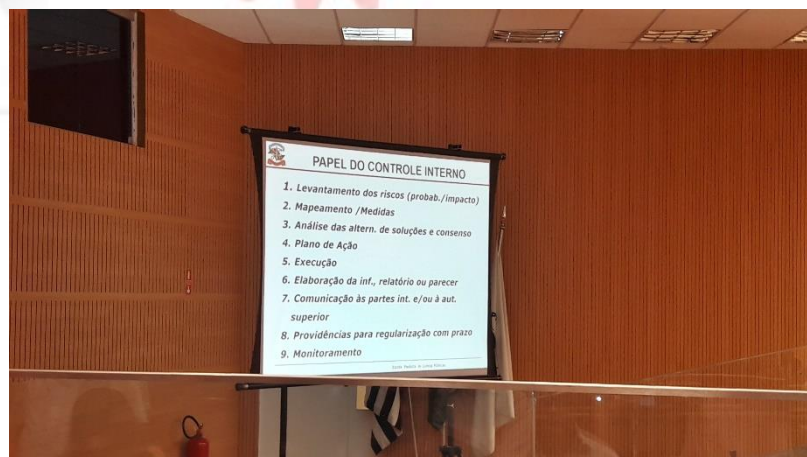 PAPEL DO CONTROLE INTERNO
1. Levantamento dos riscos (probab./impacto)
2. Mapeamento /Medidas
3. Análise das altern. de soluções e consenso
4. Plano de Ação
5. Execução
6. Elaboração da inf., relatório ou parecer
7. Comunicação às partes int. e/ou à aut.
superior
8. Providências para regularização com prazo
9. Monitoramento